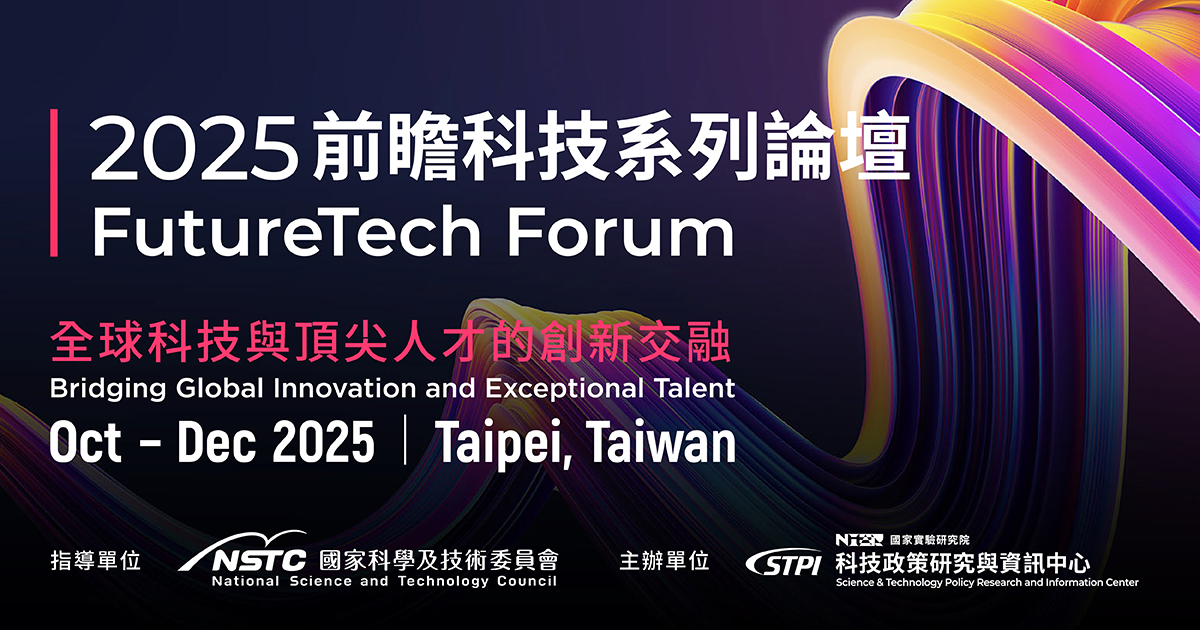 2025前瞻科技系列論壇
FutureTech Forum
全球科技與頂尖人才的創新交融
Bridging Global Innovation and Exceptional Talent
Oct – Dec 2025 | Taipei, Taiwan
指導單位
NSTC 國家科學及技術委員會
National Science and Technology Council
主辦單位
NIAR 國家實驗研究院
STPI 科技政策研究與資訊中心
Science & Technology Policy Research and Information Center